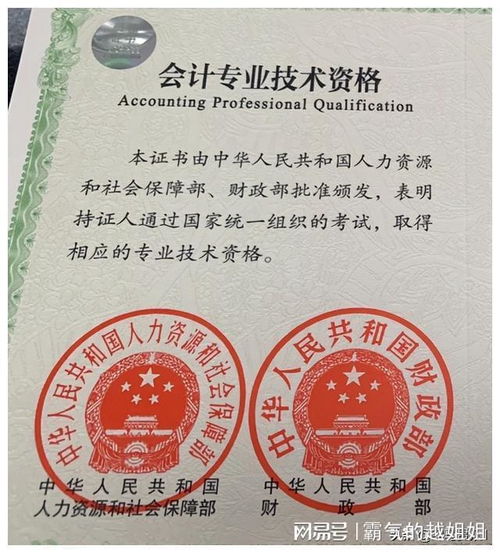 会计专业技术资格
Accounting Professional Qualification
本证书由中华人民共和国人力资源
和社会保障部、财政部批准颁发，表明
持证人通过国家统一组织的考试，取得
相应的专业技术资格。
中华人民共和国人力资源和社会保障部
中华人民共和国财政部
中华人民共和国
人力资源和社会保障部
中华人民共和国
财政部
网易号 霸气的越姐姐